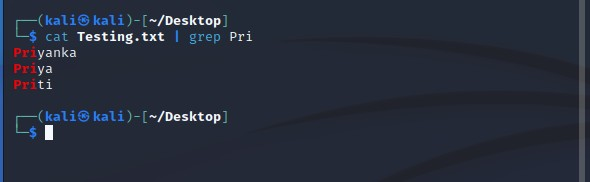 ┌──(kali㉿kali)-[~/Desktop]
└─$ cat Testing.txt | grep Pri
Priyanka
Priya
Priti
┌──(kali㉿kali)-[~/Desktop]
└─$